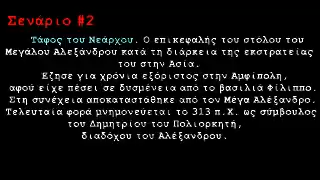 Σενάριο #2
Τάφος του Νεάρχου. Ο επικεφαλής του στόλου του
Μεγάλου Αλεξάνδρου κατά τη διάρκεια της εκστρατείας
του στην Ασία.
Εζησε για χρόνια εξόριστος στην Αμφίπολη,
αφού είχε πέσει σε δυσμένεια από το βασιλιά Φίλιππο.
Στη συνέχεια αποκαταστάθηκε από τον Μέγα Αλέξανδρο.
Τελευταία φορά μνημονεύεται το 313 π.Χ. ως σύμβουλος
του Δημητρίου του Πολιορκητή,
διαδόχου του Αλέξανδρου.